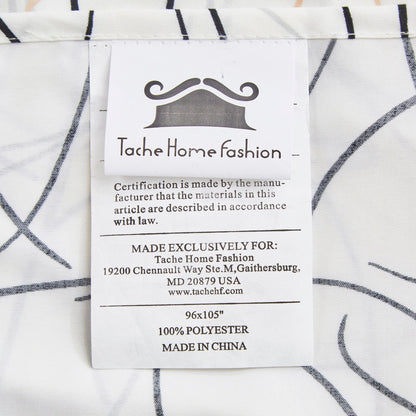 Tache Home Fashion
Certification is made by the manu-
facturer that the materials in this
article are described in accordance
with law.
MADE EXCLUSIVELY FOR:
Tache Home Fashion
19200 Chennault Way Ste.M,Gaithersburg,
MD 20879 USA
www.tachehf.com
96x105"
100% POLYESTER
MADE IN CHINA